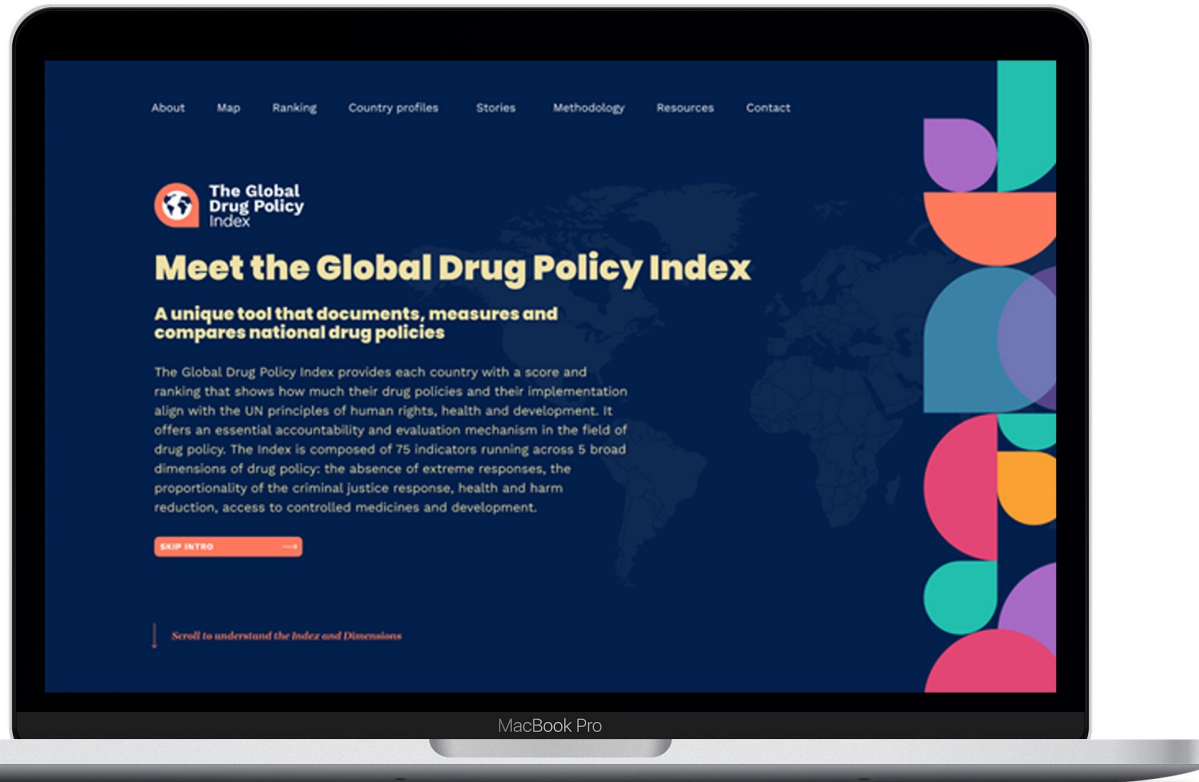 About Map Ranking Country profiles Stories Methodology Resources Contact
The Global
Drug Policy
Index
Meet the Global Drug Policy Index
A unique tool that documents, measures and
compares national drug policies
The Global Drug Policy Index provides each country with a score and
ranking that shows how much their drug policies and their implementation
align with the UN principles of human rights, health and development. It
offers an essential accountability and evaluation mechanism in the field of
drug policy. The Index is composed of 75 indicators running across 5 broad
dimensions of drug policy: the absence of extreme responses, the
proportionality of the criminal justice response, health and harm
reduction, access to controlled medicines and development.
SKIP INTRO
Scroll to understand the Index and Dimensions
MacBook Pro